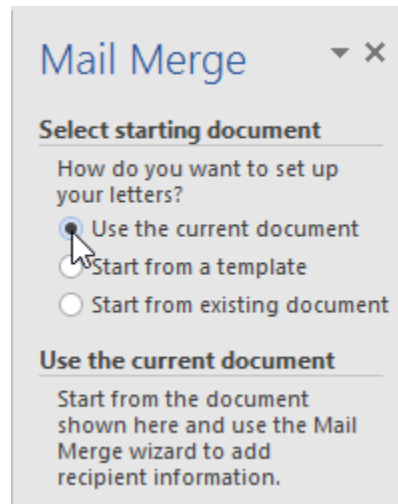 Mail Merge
Select starting document
How do you want to set up
your letters?
Use the current document
Start from a template
Start from existing document
Use the current document
Start from the document
shown here and use the Mail
Merge wizard to add
recipient information.